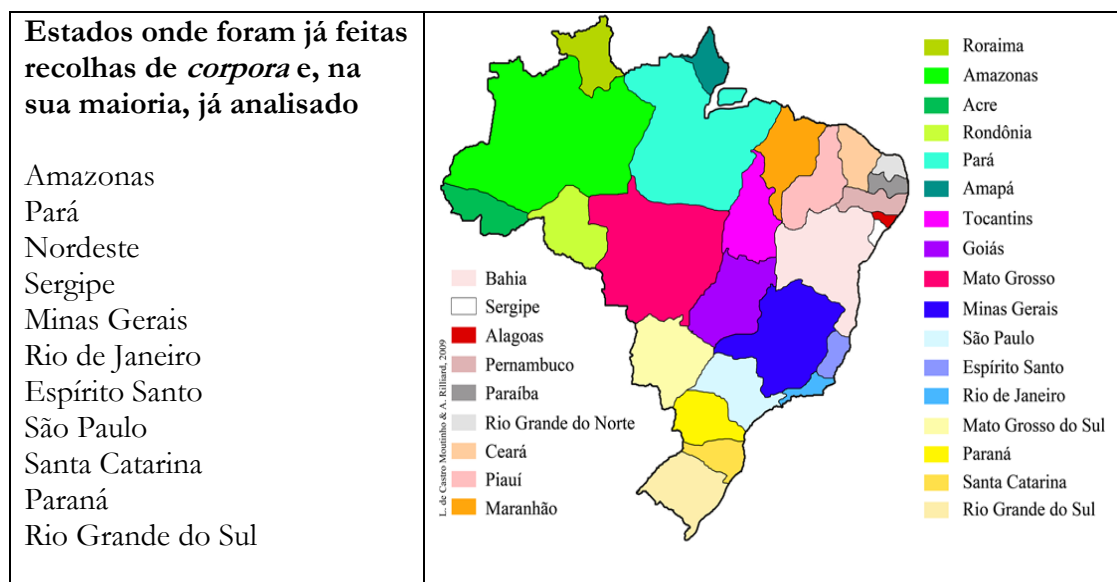 Estados onde foram já feitas
recolhas de corpora e, na
sua maioria, já analisado
Amazonas
Pará
Nordeste
Sergipe
Minas Gerais
Rio de Janeiro
Espírito Santo
São Paulo
Santa Catarina
Paraná
Rio Grande do Sul
L. de Castro Moutinho & A. Rilliard, 2009
Bahia
Sergipe
Alagoas
Pernambuco
Paraíba
Rio Grande do Norte
Ceará
Piauí
Maranhão
Roraima
Amazonas
Acre
Rondônia
Pará
Amapá
Tocantins
Goiás
Mato Grosso
Minas Gerais
São Paulo
Espírito Santo
Rio de Janeiro
Mato Grosso do Sul
Paraná
Santa Catarina
Rio Grande do Sul